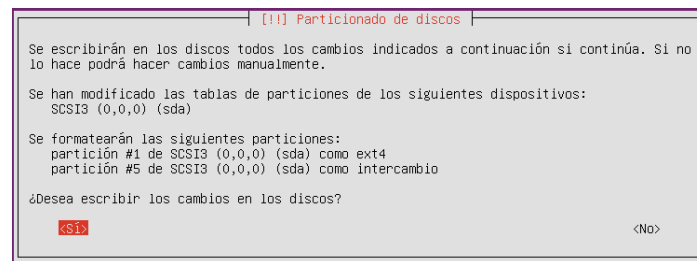 [!!] Particionado de discos
Se escribirán en los discos todos los cambios indicados a continuación si continúa. Si no
lo hace podrá hacer cambios manualmente.
Se han modificado las tablas de particiones de los siguientes dispositivos:
SCSI3 (0,0,0) (sda)
Se formatearán las siguientes particiones:
partición #1 de SCSI3 (0,0,0) (sda) como ext4
partición #5 de SCSI3 (0,0,0) (sda) como intercambio
¿Desea escribir los cambios en los discos?
<Sí> <No>